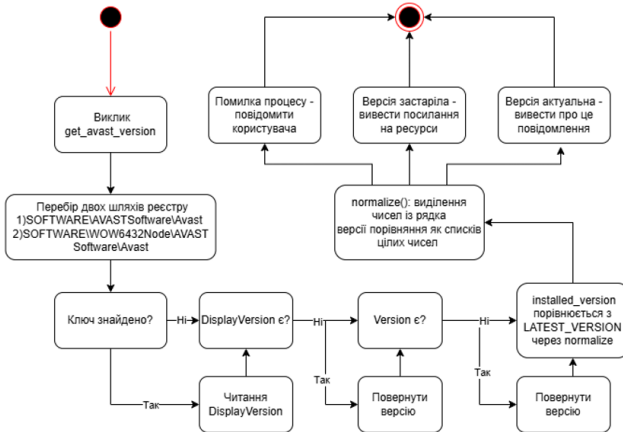 Виклик
get_avast_version
Перебір двох шляхів реєстру
1)SOFTWARE\AVASTSoftware\Avast
2)SOFTWARE\WOW6432Node\AVAST
Software\Avast
Помилка процесу -
повідомити
користувача
Версія застаріла -
вивести посилання
на ресурси
Версія актуальна -
вивести про це
повідомлення
normalize(): виділення
чисел із рядка
версії порівняння як списків
цілих чисел
Ключ знайдено?
Ні
DisplayVersion є?
Ні
Version є?
Ні
installed_version
порівнюється з
LATEST_VERSION
через normalize
Так
Читання
DisplayVersion
Так
Повернути
версію
Так
Повернути
версію